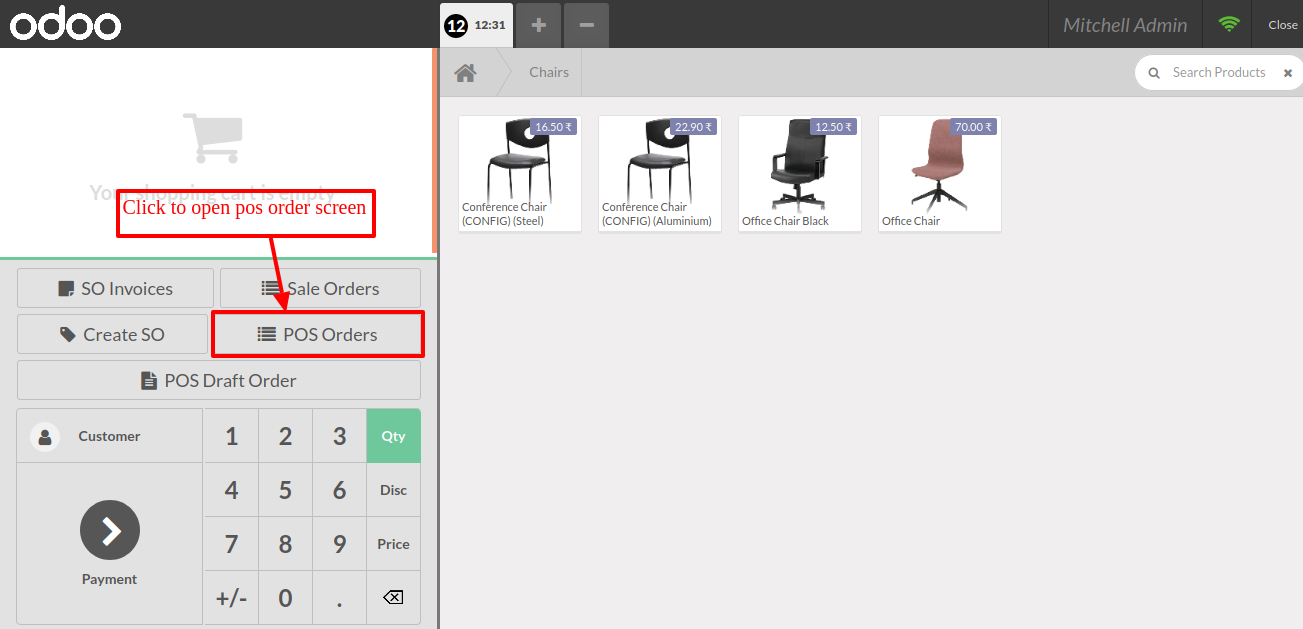 odoo
12 12:31
Mitchell Admin
Close
Chairs
Search Products
Your shopping cart is empty
Click to open pos order screen
16.50 ₹
Conference Chair
(CONFIG) (Steel)
22.90 ₹
Conference Chair
(CONFIG) (Aluminium)
12.50 ₹
Office Chair Black
70.00 ₹
Office Chair
SO Invoices
Sale Orders
Create SO
POS Orders
POS Draft Order
Customer
1 2 3 Qty
4 5 6 Disc
7 8 9 Price
+/- 0 .
Payment